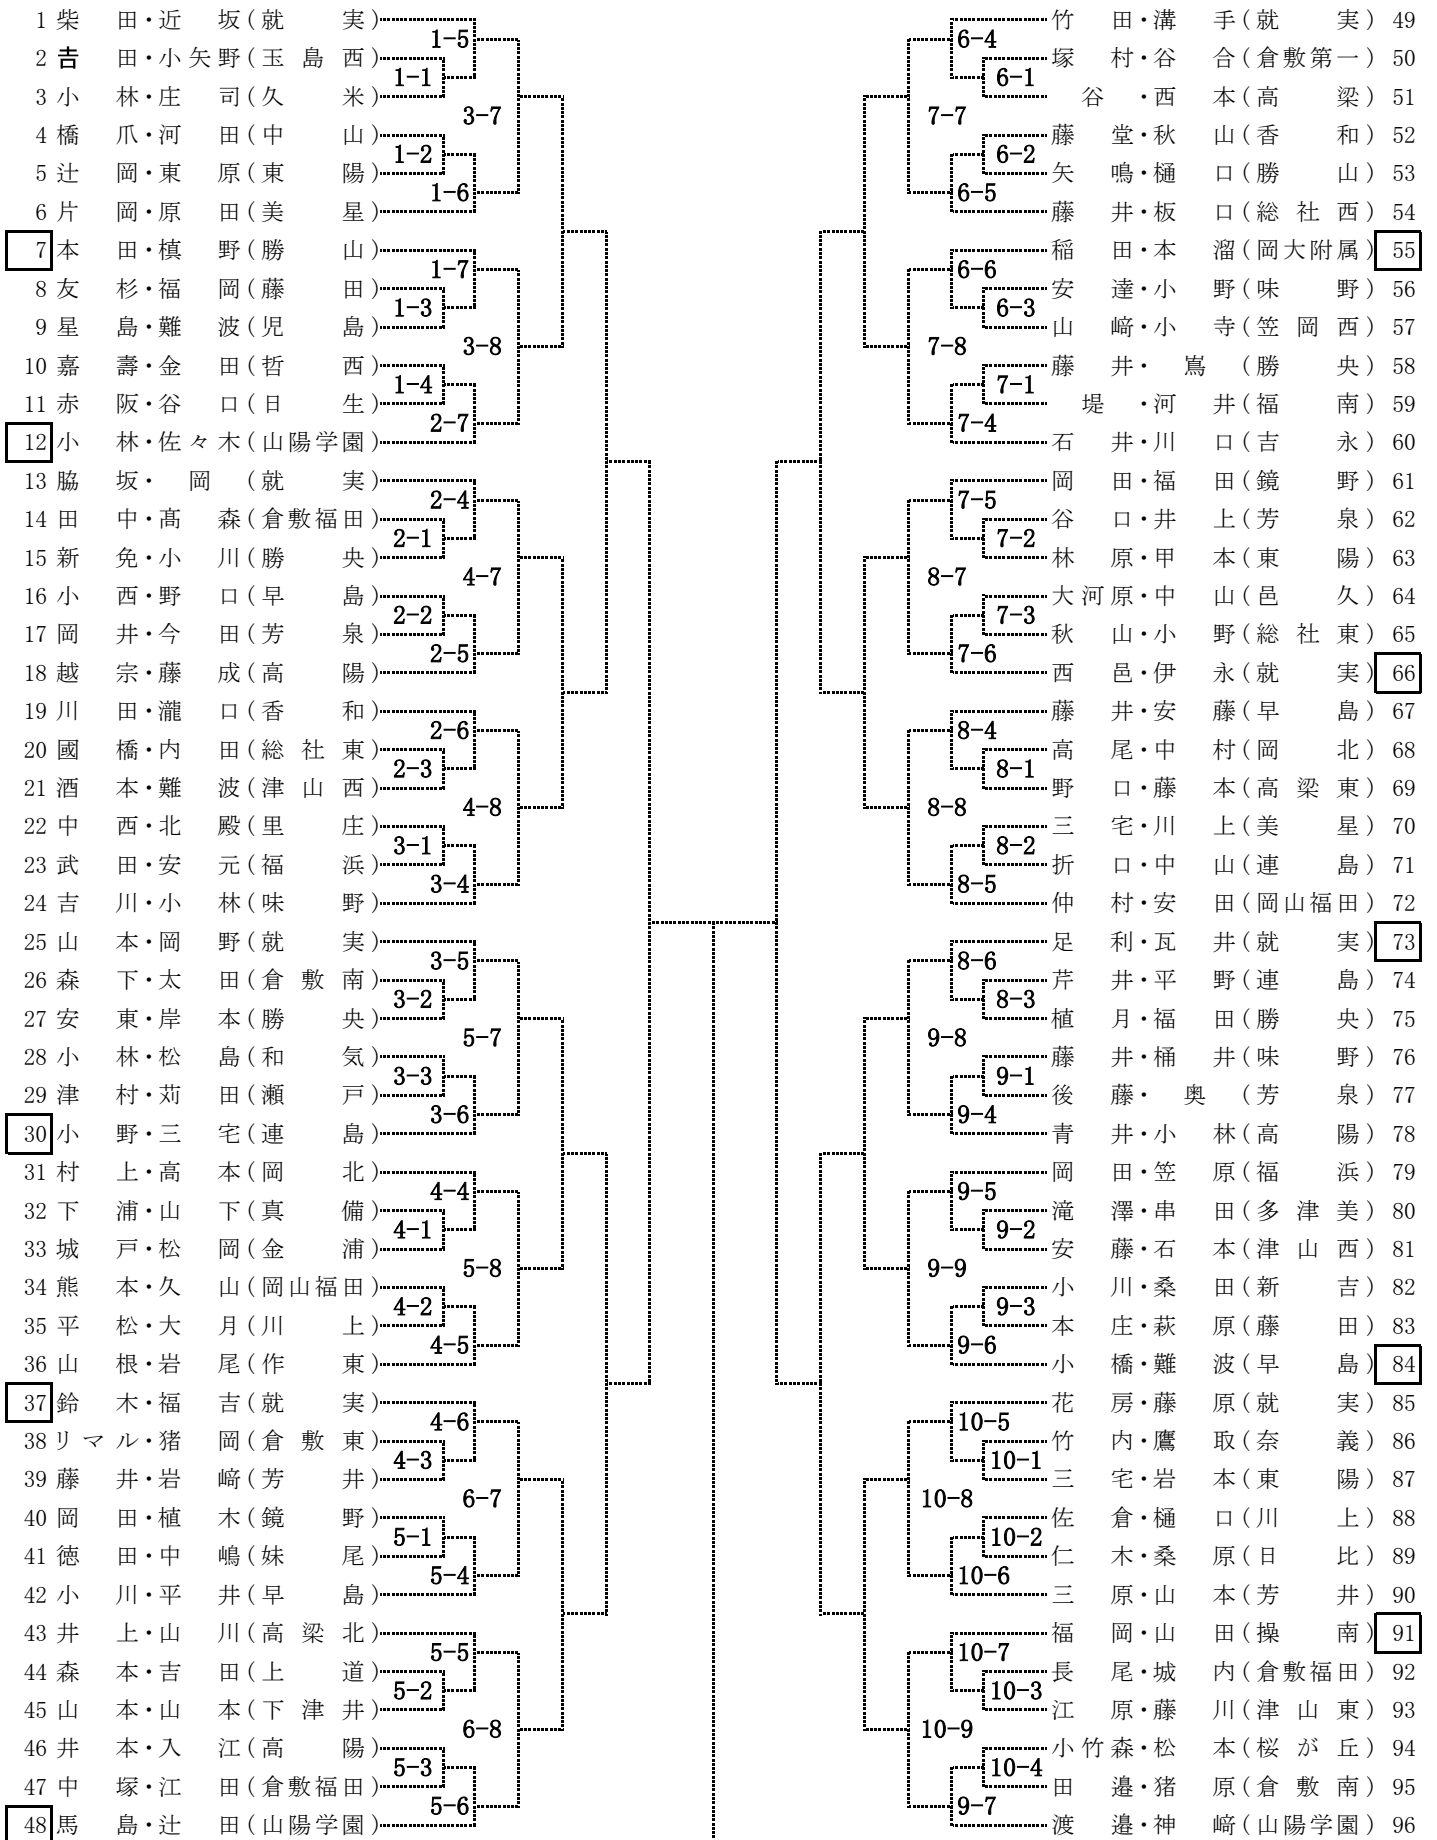 1 柴 田・近 坂(就 実)
2 𠮷 田・小矢野(玉 島 西)
3 小 林・庄 司(久 米)
4 橋 爪・河 田(中 山)
5 辻 岡・東 原(東 陽)
6 片 岡・原 田(美 星)
7 本 田・槙 野(勝 山)
8 友 杉・福 岡(藤 田)
9 星 島・難 波(児 島)
10 嘉 壽・金 田(哲 西)
11 赤 阪・谷 口(日 生)
12 小 林・佐々木(山陽学園)
13 脇 坂・ 岡 (就 実)
14 田 中・髙 森(倉敷福田)
15 新 免・小 川(勝 央)
16 小 西・野 口(早 島)
17 岡 井・今 田(芳 泉)
18 越 宗・藤 成(高 陽)
19 川 田・瀧 口(香 和)
20 國 橋・内 田(総 社 東)
21 酒 本・難 波(津 山 西)
22 中 西・北 殿(里 庄)
23 武 田・安 元(福 浜)
24 吉 川・小 林(味 野)
25 山 本・岡 野(就 実)
26 森 下・太 田(倉 敷 南)
27 安 東・岸 本(勝 央)
28 小 林・松 島(和 気)
29 津 村・苅 田(瀬 戸)
30 小 野・三 宅(連 島)
31 村 上・高 本(岡 北)
32 下 浦・山 下(真 備)
33 城 戸・松 岡(金 浦)
34 熊 本・久 山(岡山福田)
35 平 松・大 月(川 上)
36 山 根・岩 尾(作 東)
37 鈴 木・福 吉(就 実)
38 リマル・猪 岡(倉 敷 東)
39 藤 井・岩 﨑(芳 井)
40 岡 田・植 木(鏡 野)
41 徳 田・中 嶋(妹 尾)
42 小 川・平 井(早 島)
43 井 上・山 川(高 梁 北)
44 森 本・吉 田(上 道)
45 山 本・山 本(下 津 井)
46 井 本・入 江(高 陽)
47 中 塚・江 田(倉敷福田)
48 馬 島・辻 田(山陽学園)
1-5
1-1
3-7
1-2
1-6
1-7
1-3
3-8
1-4
2-7
2-4
2-1
4-7
2-2
2-5
2-6
2-3
4-8
3-1
3-4
3-5
3-2
5-7
3-3
3-6
4-4
4-1
5-8
4-2
4-5
4-6
4-3
6-7
5-1
5-4
5-5
5-2
6-8
5-3
5-6
6-4
6-1
7-7
6-2
6-5
6-6
6-3
7-8
7-1
7-4
7-5
7-2
8-7
7-3
7-6
8-4
8-1
8-8
8-2
8-5
8-6
8-3
9-8
9-1
9-4
9-5
9-2
9-9
9-3
9-6
10-5
10-1
10-8
10-2
10-6
10-7
10-3
10-9
10-4
9-7
竹 田・溝 手(就 実) 49
塚 村・谷 合(倉敷第一) 50
谷 ・西 本(高 梁) 51
藤 堂・秋 山(香 和) 52
矢 鳴・樋 口(勝 山) 53
藤 井・板 口(総 社 西) 54
稲 田・本 溜(岡大附属) 55
安 達・小 野(味 野) 56
山 﨑・小 寺(笠 岡 西) 57
藤 井・ 嶌 (勝 央) 58
堤 ・河 井(福 南) 59
石 井・川 口(吉 永) 60
岡 田・福 田(鏡 野) 61
谷 口・井 上(芳 泉) 62
林 原・甲 本(東 陽) 63
大河原・中 山(邑 久) 64
秋 山・小 野(総 社 東) 65
西 邑・伊 永(就 実) 66
藤 井・安 藤(早 島) 67
高 尾・中 村(岡 北) 68
野 口・藤 本(高 梁 東) 69
三 宅・川 上(美 星) 70
折 口・中 山(連 島) 71
仲 村・安 田(岡山福田) 72
足 利・瓦 井(就 実) 73
芹 井・平 野(連 島) 74
植 月・福 田(勝 央) 75
藤 井・桶 井(味 野) 76
後 藤・ 奥 (芳 泉) 77
青 井・小 林(高 陽) 78
岡 田・笠 原(福 浜) 79
滝 澤・串 田(多 津 美) 80
安 藤・石 本(津 山 西) 81
小 川・桑 田(新 吉) 82
本 庄・萩 原(藤 田) 83
小 橋・難 波(早 島) 84
花 房・藤 原(就 実) 85
竹 内・鷹 取(奈 義) 86
三 宅・岩 本(東 陽) 87
佐 倉・樋 口(川 上) 88
仁 木・桑 原(日 比) 89
三 原・山 本(芳 井) 90
福 岡・山 田(操 南) 91
長 尾・城 内(倉敷福田) 92
江 原・藤 川(津 山 東) 93
小竹森・松 本(桜 が 丘) 94
田 邉・猪 原(倉 敷 南) 95
渡 邉・神 﨑(山陽学園) 96